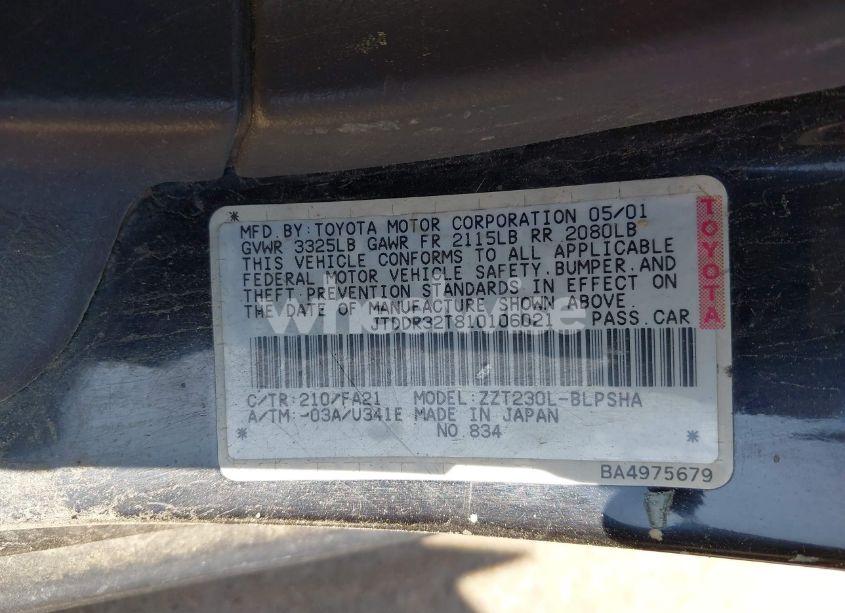 * MFD.BY:TOYOTA MOTOR CORPORATION 05/01
GVWR 3325LB GAWR FR 2115LB RR 2080LB
THIS VEHICLE CONFORMS TO ALL APPLICABLE
FEDERAL MOTOR VEHICLE SAFETY.BUMPER.AND
THEFT PREVENTION STANDARDS IN EFFECT ON
THE DATE OF MANUFACTURE SHOWN ABOVE.
JTDDR32T810106021 PASS.CAR
TOYOTA
C/TR:210/FA21 MODEL:ZZT230L-BLPSHA
A/TM:-03A/U341E MADE IN JAPAN
* NO.834 *
BA4975679